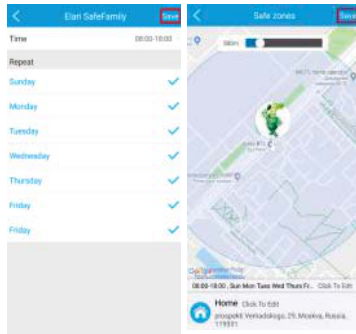 Elari SafeFamily
Save
Time
08:00-18:00
Repeat
Sunday
Monday
Tuesday
Wednesday
Thursday
Friday
Friday
Safe zones
Save
08:00-18:00 , Sun Mon Tues Wed Thurs Fr..
Click To Edit
Home Click To Edit
prospekt Vernadskogo, 29, Moskva, Russia,
119331